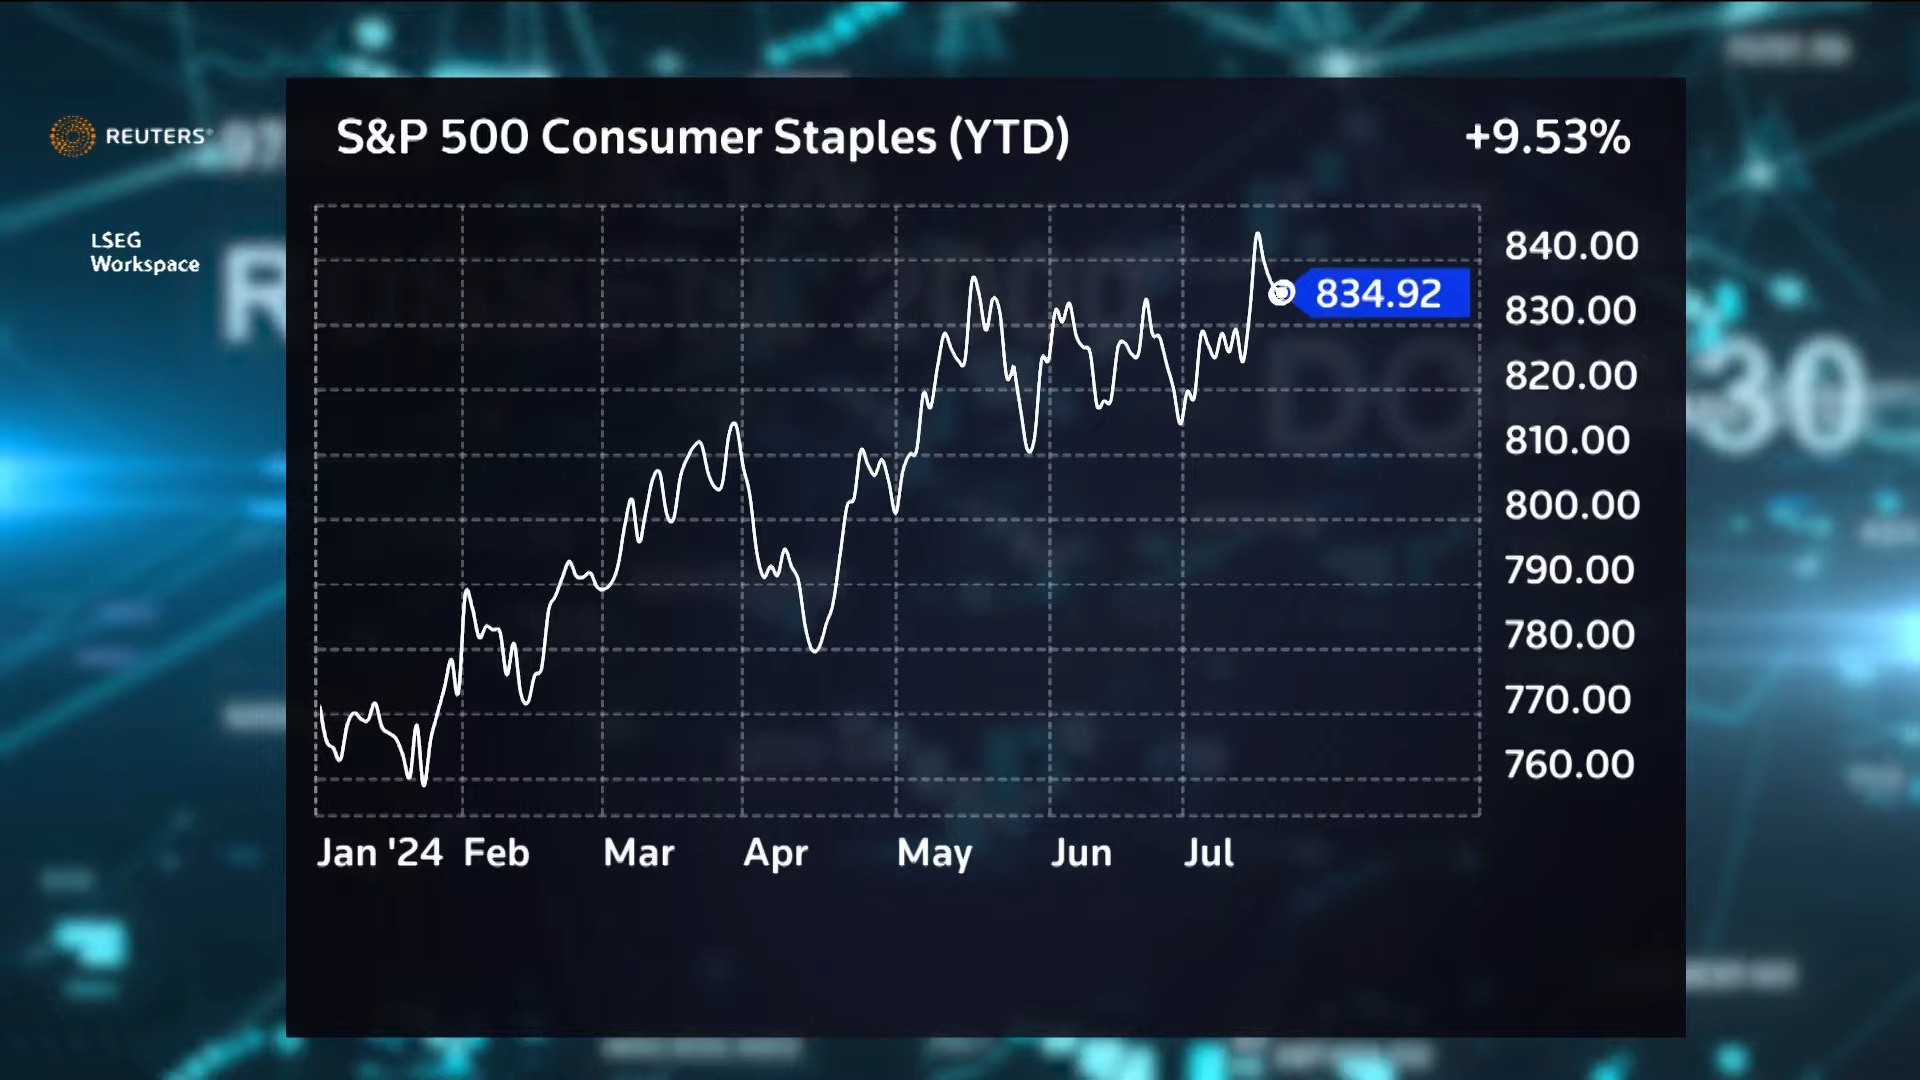 REUTERS®
LSEG
Workspace
S&P 500 Consumer Staples (YTD)
+9.53%
840.00
834.92
830.00
820.00
810.00
800.00
790.00
780.00
770.00
760.00
Jan '24 Feb Mar Apr May Jun Jul
30